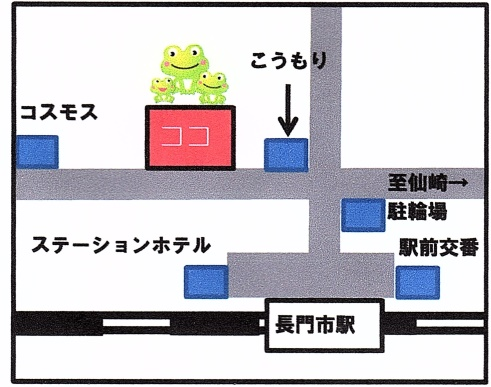 こうもり
コスモス
ココ
至仙崎→
駐輪場
ステーションホテル
駅前交番
長門市駅